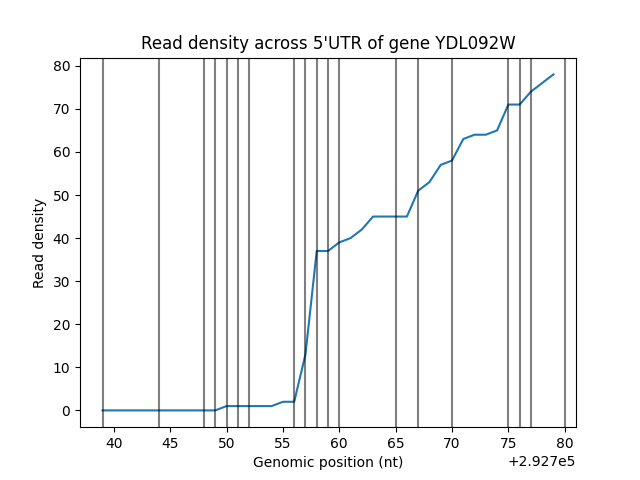 Read density across 5'UTR of gene YDL092W
80
70
60
50
40
30
20
10
0
Read density
40 45 50 55 60 65 70 75 80
Genomic position (nt)
+2.927e5